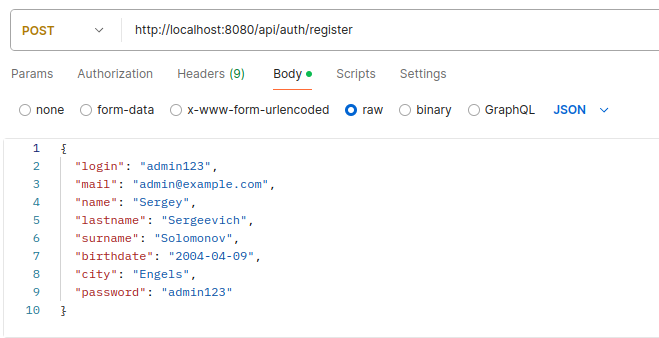 POST http://localhost:8080/api/auth/register
Params Authorization Headers (9) Body Scripts Settings
none form-data x-www-form-urlencoded raw binary GraphQL JSON
1 {
2 "login": "admin123",
3 "mail": "admin@example.com",
4 "name": "Sergey",
5 "lastname": "Sergeevich",
6 "surname": "Solomonov",
7 "birthdate": "2004-04-09",
8 "city": "Engels",
9 "password": "admin123"
10 }